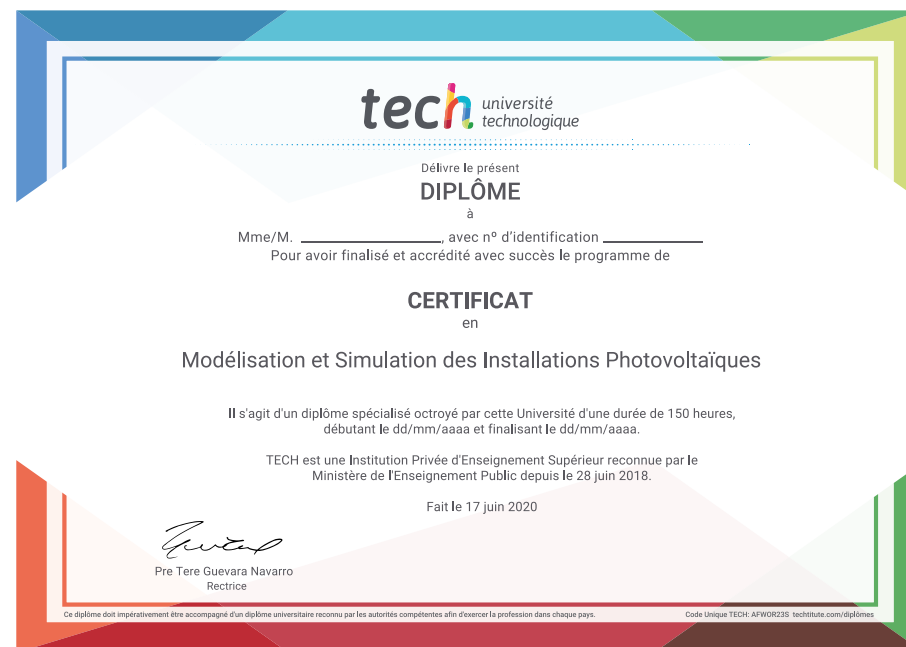 tech université
technologique
Délivre le présent
DIPLÔME
à
Mme/M. ____________________, avec nº d'identification ______________
Pour avoir finalisé et accrédité avec succès le programme de
CERTIFICAT
en
Modélisation et Simulation des Installations Photovoltaïques
Il s'agit d'un diplôme spécialisé octroyé par cette Université d'une durée de 150 heures,
débutant le dd/mm/aaaa et finalisant le dd/mm/aaaa.
TECH est une Institution Privée d'Enseignement Supérieur reconnue par le
Ministère de l'Enseignement Public depuis le 28 juin 2018.
Fait le 17 juin 2020
Pre Tere Guevara Navarro
Rectrice
Ce diplôme doit impérativement être accompagné d'un diplôme universitaire reconnu par les autorités compétentes afin d'exercer la profession dans chaque pays.
Code Unique TECH: AFWOR23S techtitute.com/diplômes